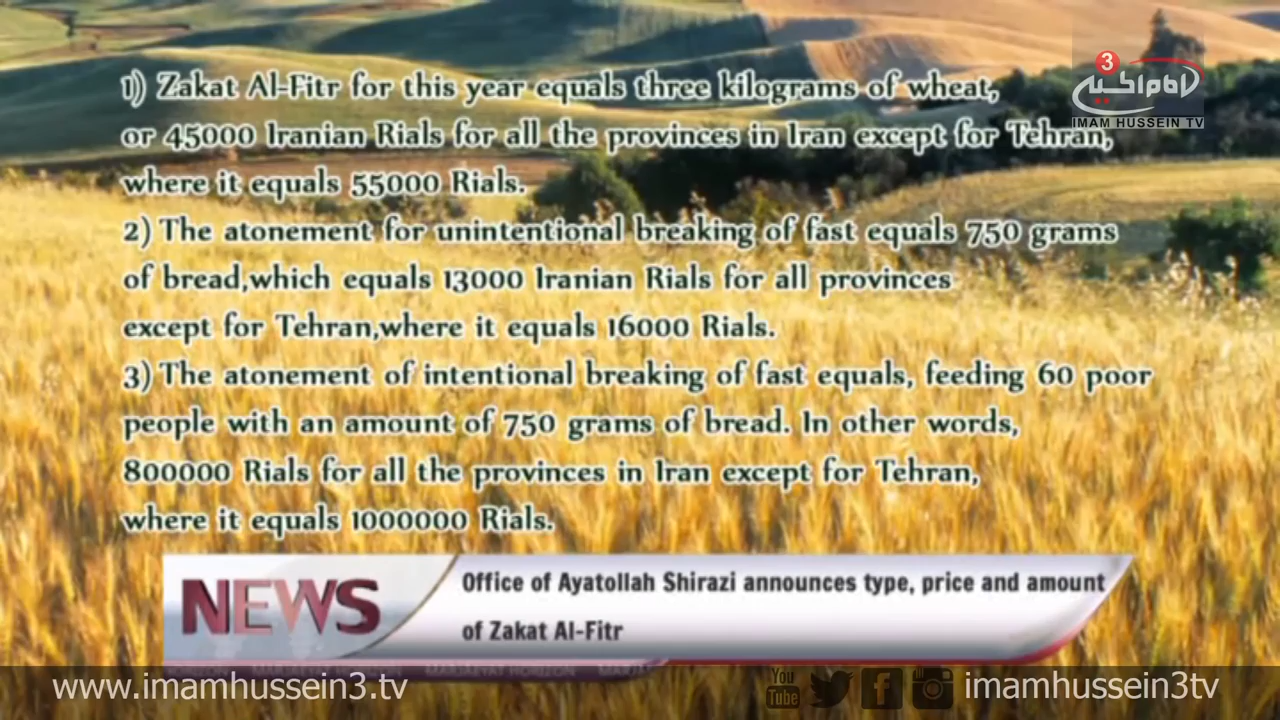 1) Zakat Al-Fitr for this year equals three kilograms of wheat,
or 45000 Iranian Rials for all the provinces in Iran except for Tehran,
where it equals 55000 Rials.
2) The atonement for unintentional breaking of fast equals 750 grams
of bread,which equals 13000 Iranian Rials for all provinces
except for Tehran,where it equals 16000 Rials.
3) The atonement of intentional breaking of fast equals, feeding 60 poor
people with an amount of 750 grams of bread. In other words,
800000 Rials for all the provinces in Iran except for Tehran,
where it equals 1000000 Rials.
3
IMAM HUSSEIN TV
NEWS
Office of Ayatollah Shirazi announces type, price and amount
of Zakat Al-Fitr
www.imamhussein3.tv
You Tube
imamhussein3tv